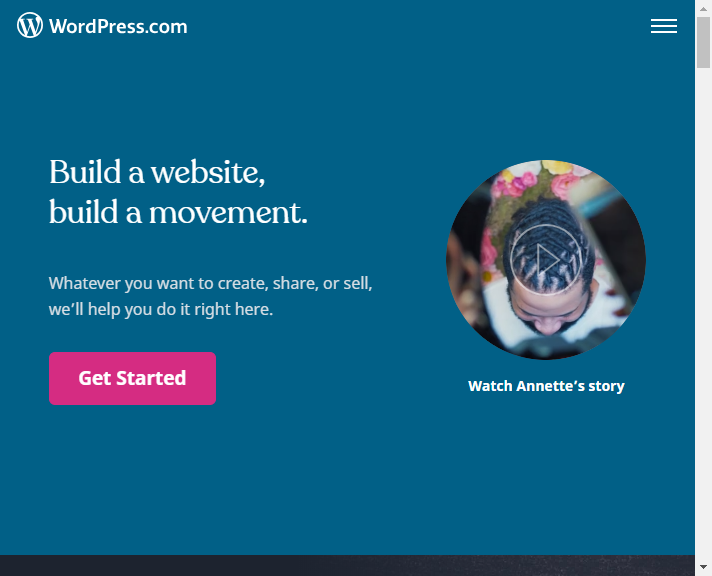 WordPress.com
Build a website,
build a movement.
Whatever you want to create, share, or sell,
we’ll help you do it right here.
Get Started
Watch Annette’s story